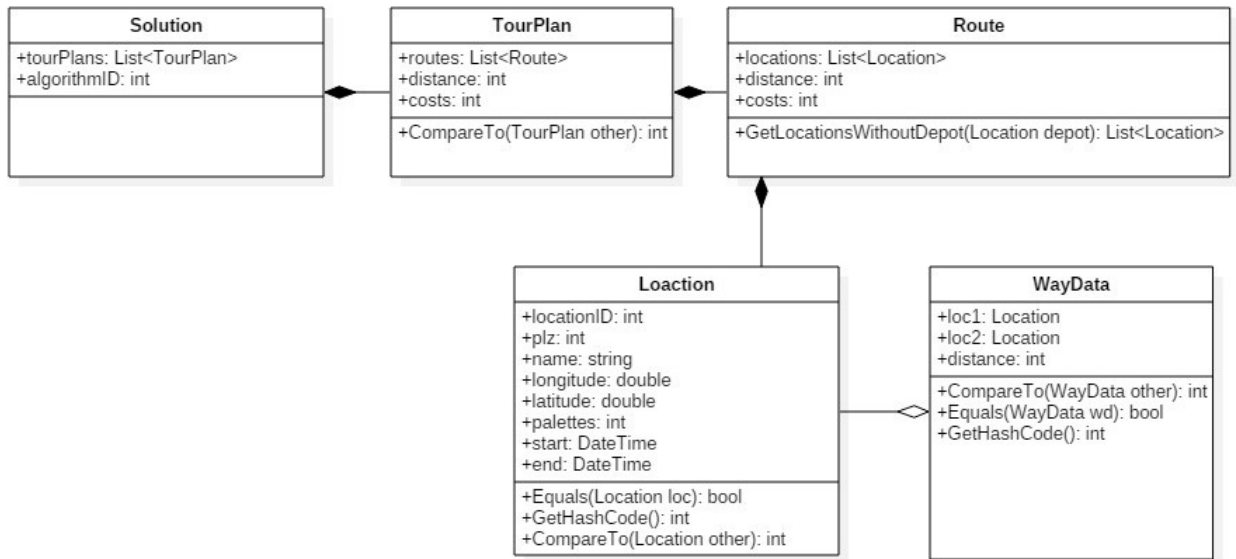 Solution
+tourPlans: List<TourPlan>
+algorithmID: int
TourPlan
+routes: List<Route>
+distance: int
+costs: int
+CompareTo(TourPlan other): int
Route
+locations: List<Location>
+distance: int
+costs: int
+GetLocationsWithoutDepot(Location depot): List<Location>
Loaction
+locationID: int
+plz: int
+name: string
+longitude: double
+latitude: double
+palettes: int
+start: DateTime
+end: DateTime
+Equals(Location loc): bool
+GetHashCode(): int
+CompareTo(Location other): int
WayData
+loc1: Location
+loc2: Location
+distance: int
+CompareTo(WayData other): int
+Equals(WayData wd): bool
+GetHashCode(): int